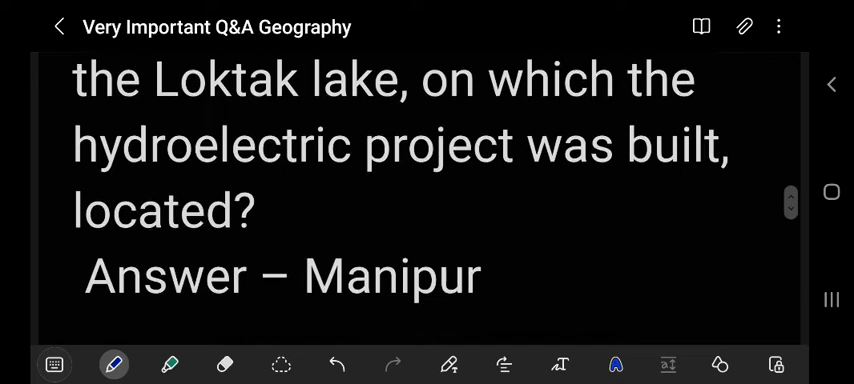 Very Important Q&A Geography
the Loktak lake, on which the
hydroelectric project was built,
located?
Answer – Manipur